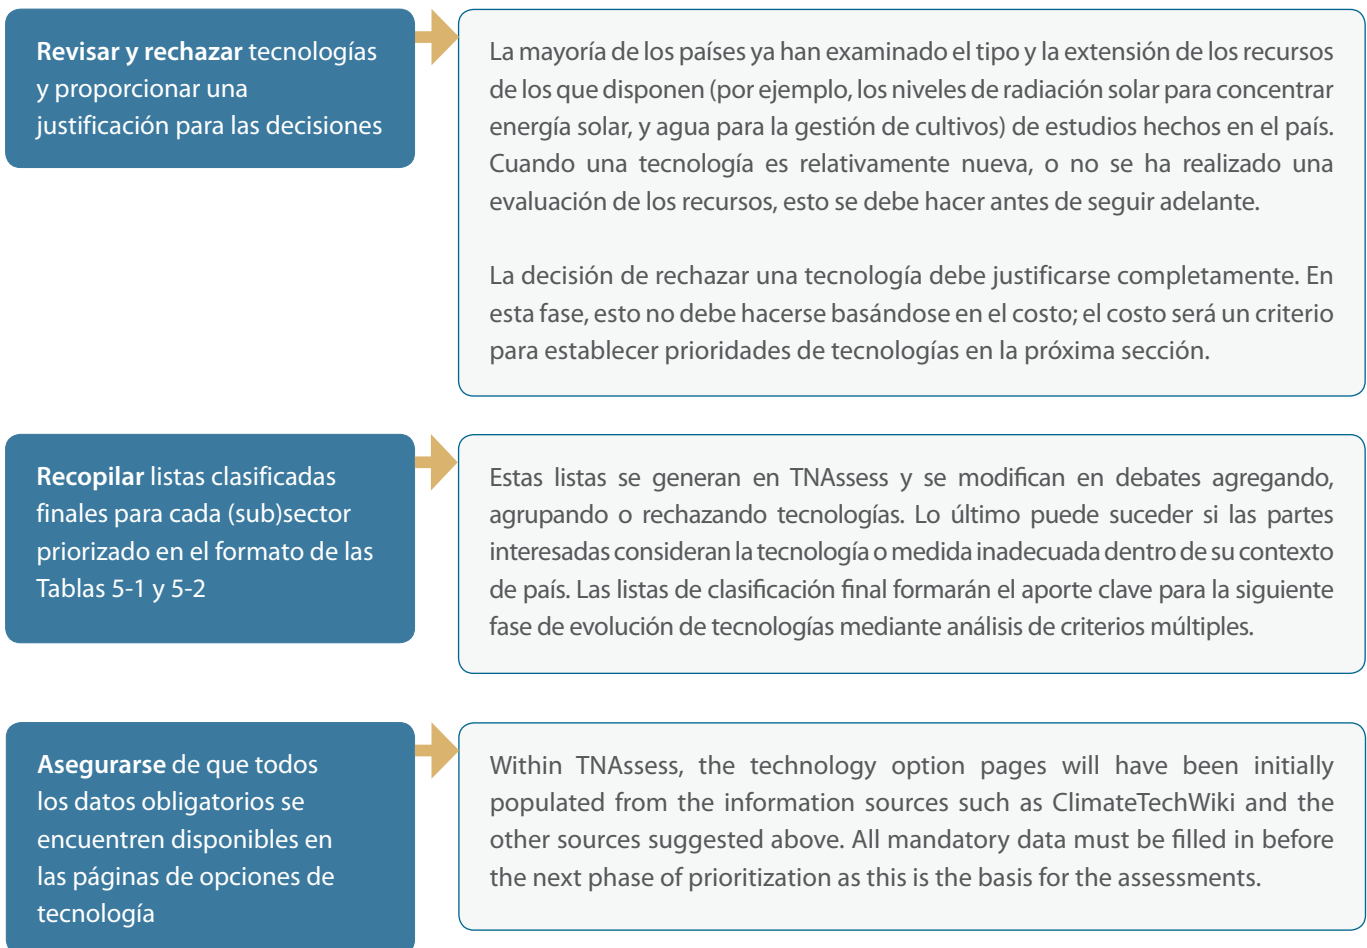 Revisar y rechazar tecnologías
y proporcionar una
justificación para las decisiones
La mayoría de los países ya han examinado el tipo y la extensión de los recursos
de los que disponen (por ejemplo, los niveles de radiación solar para concentrar
energía solar, y agua para la gestión de cultivos) de estudios hechos en el país.
Cuando una tecnología es relativamente nueva, o no se ha realizado una
evaluación de los recursos, esto se debe hacer antes de seguir adelante.
La decisión de rechazar una tecnología debe justificarse completamente. En
esta fase, esto no debe hacerse basándose en el costo; el costo será un criterio
para establecer prioridades de tecnologías en la próxima sección.
Recopilar listas clasificadas
finales para cada (sub)sector
priorizado en el formato de las
Tablas 5-1 y 5-2
Estas listas se generan en TNAssess y se modifican en debates agregando,
agrupando o rechazando tecnologías. Lo último puede suceder si las partes
interesadas consideran la tecnología o medida inadecuada dentro de su contexto
de país. Las listas de clasificación final formarán el aporte clave para la siguiente
fase de evolución de tecnologías mediante análisis de criterios múltiples.
Asegurarse de que todos
los datos obligatorios se
encuentren disponibles en
las páginas de opciones de
tecnología
Within TNAssess, the technology option pages will have been initially
populated from the information sources such as ClimateTechWiki and the
other sources suggested above. All mandatory data must be filled in before
the next phase of prioritization as this is the basis for the assessments.